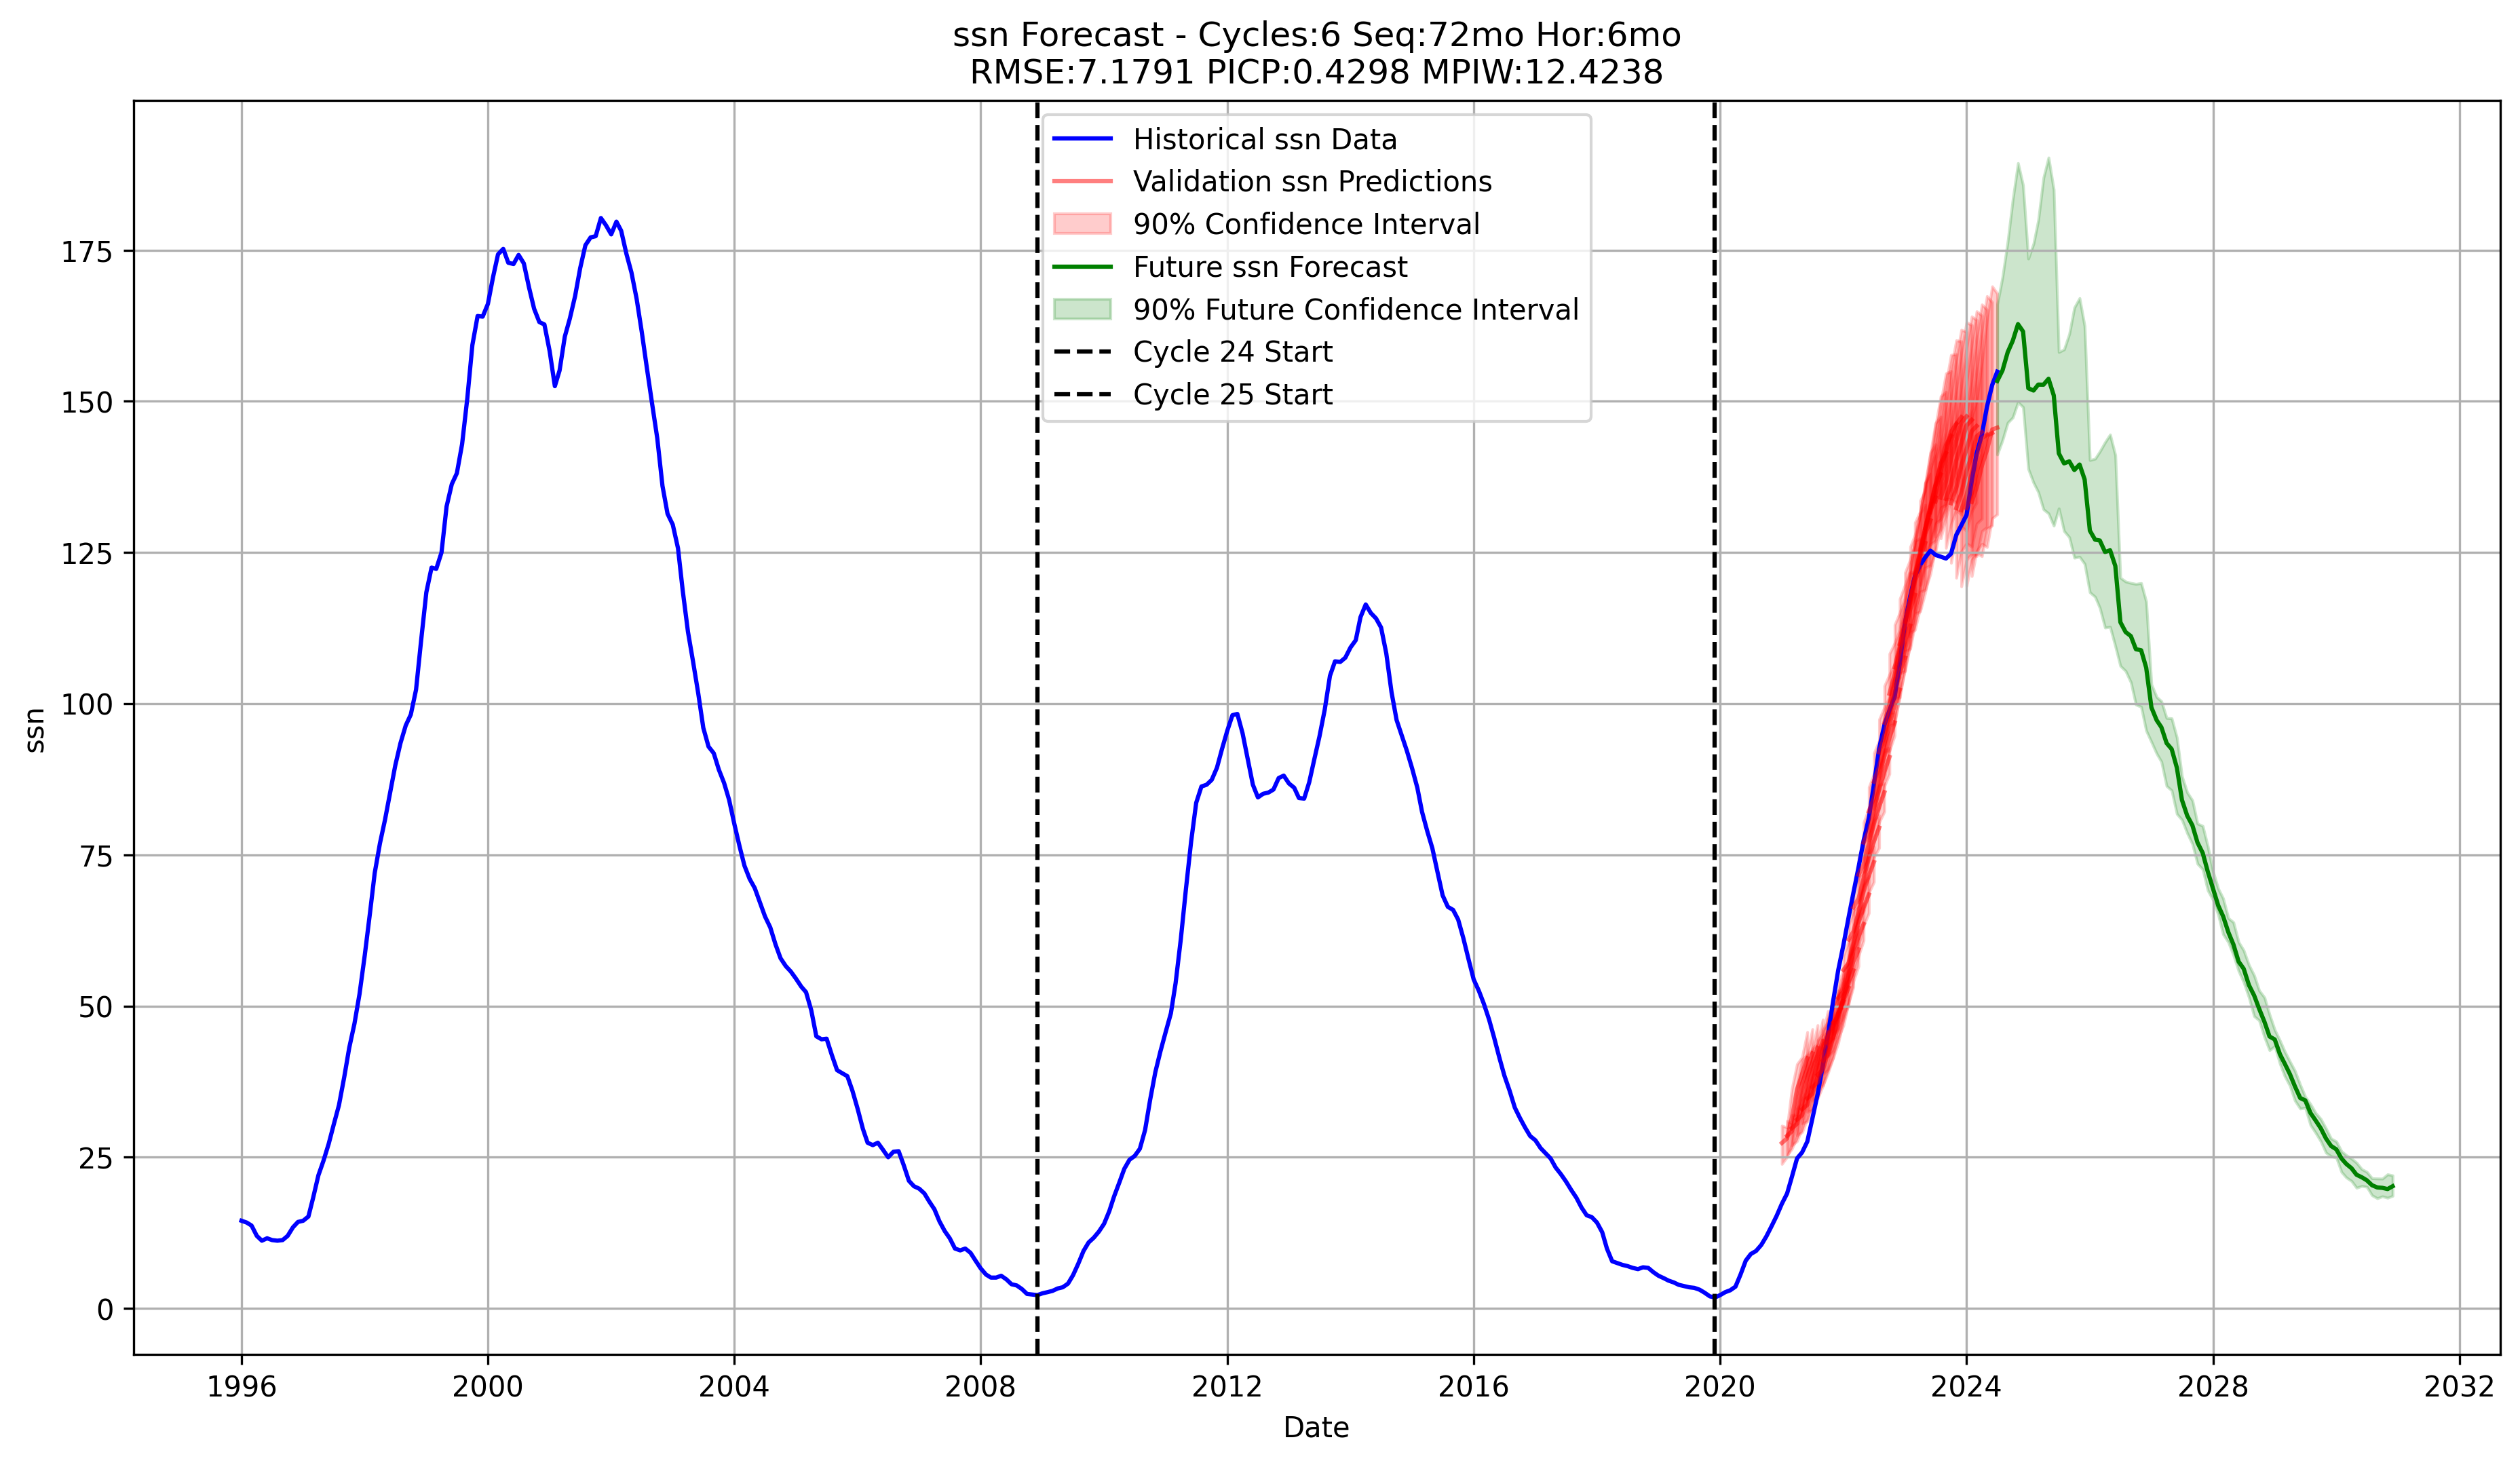 ssn Forecast - Cycles:6 Seq:72mo Hor:6mo
RMSE:7.1791 PICP:0.4298 MPIW:12.4238
Historical ssn Data
Validation ssn Predictions
90% Confidence Interval
Future ssn Forecast
90% Future Confidence Interval
Cycle 24 Start
Cycle 25 Start
175
150
125
100
75
50
25
0
ssn
1996 2000 2004 2008 2012 2016 2020 2024 2028 2032
Date